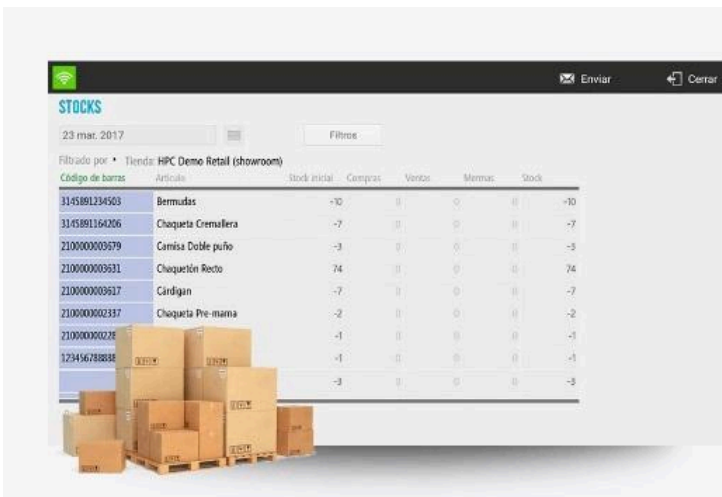 Enviar Cerrar
STOCKS
23 mar. 2017 Filtros
Filtrado por • Tienda: HPC Demo Retail (showroom)
Código de barras Artículo Stock inicial Compras Ventas Mermas Stock
3145891234503 Bermudas -10 0 0 0 -10
3145891164206 Chaqueta Cremallera -7 0 0 0 -7
2100000003679 Camisa Doble puño -3 0 0 0 -3
2100000003631 Chaquetón Recto 74 0 0 0 74
2100000003617 Cárdigan -7 0 0 0 -7
2100000002337 Chaqueta Pre-mama -2 0 0 0 -2
-1 0 0 0 -1
-1 0 0 0 -1
-3 0 0 0 -3